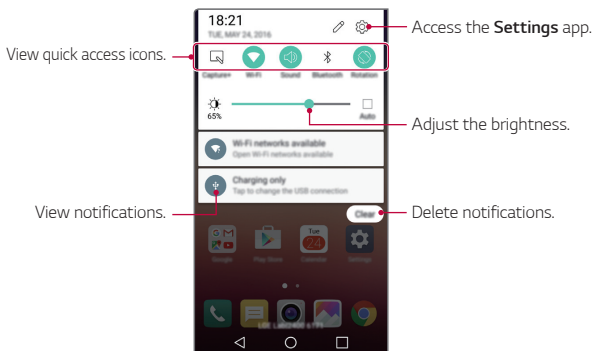 18:21
TUE, MAY 24, 2016
Access the Settings app.
View quick access icons.
Capture+ Wi-Fi Sound Bluetooth Rotation
65%
Auto
Adjust the brightness.
Wi-Fi networks available
Open Wi-Fi networks available
Charging only
Tap to change the USB connection
View notifications.
Clear
Delete notifications.
Tue
24
Google Play Store Calendar Settings